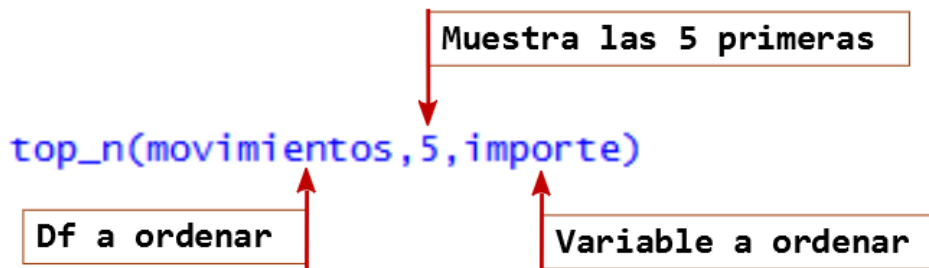 Muestra las 5 primeras
top_n(movimientos,5,importe)
Df a ordenar
Variable a ordenar